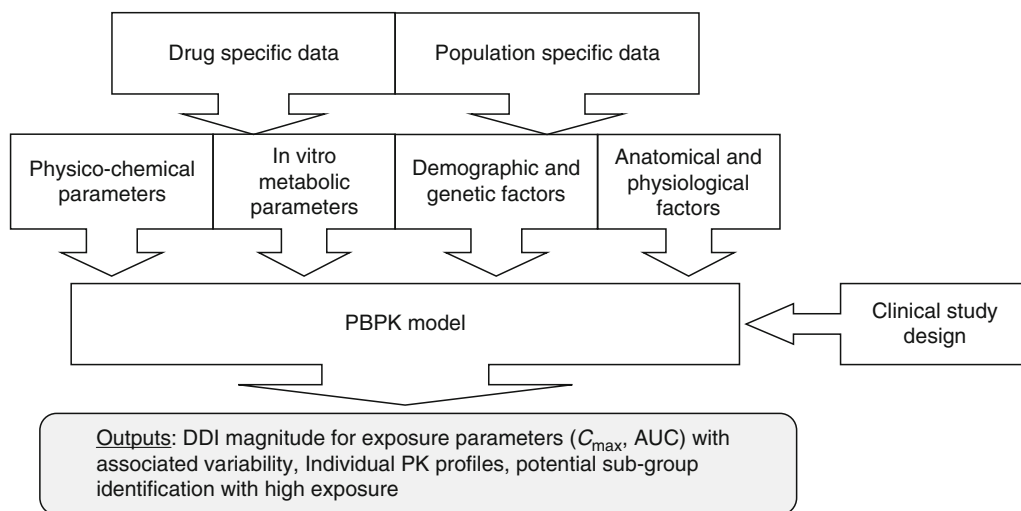 Drug specific data
Population specific data
Physico-chemical
parameters
In vitro
metabolic
parameters
Demographic and
genetic factors
Anatomical and
physiological
factors
PBPK model
Clinical study
design
Outputs: DDI magnitude for exposure parameters (Cmax, AUC) with
associated variability, Individual PK profiles, potential sub-group
identification with high exposure